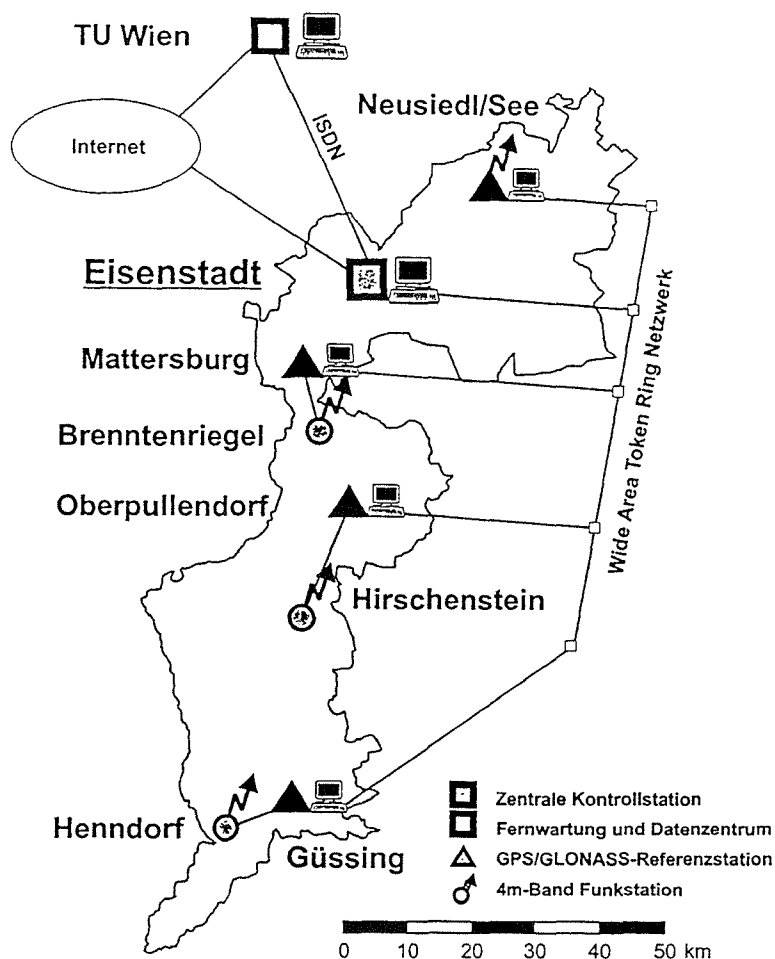 TU Wien
Neusiedl/See
Internet
ISDN
Eisenstadt
Mattersburg
Brenntenriegel
Oberpullendorf
Hirschenstein
Wide Area Token Ring Netzwerk
Henndorf
Güssing
Zentrale Kontrollstation
Fernwartung und Datenzentrum
GPS/GLONASS-Referenzstation
4m-Band Funkstation
0 10 20 30 40 50 km